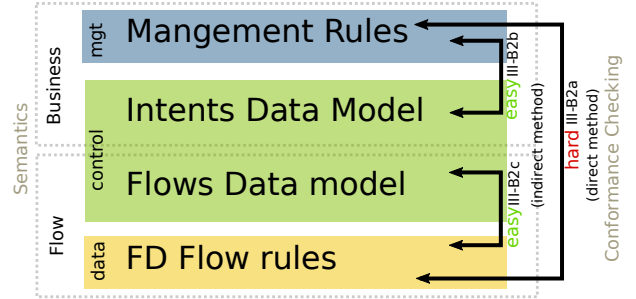 Semantics
Business
Flow
mgt
control
data
Mangement Rules
Intents Data Model
Flows Data model
FD Flow rules
easy III-B2b
easy III-B2c
(indirect method)
hard III-B2a
(direct method)
Conformance Checking